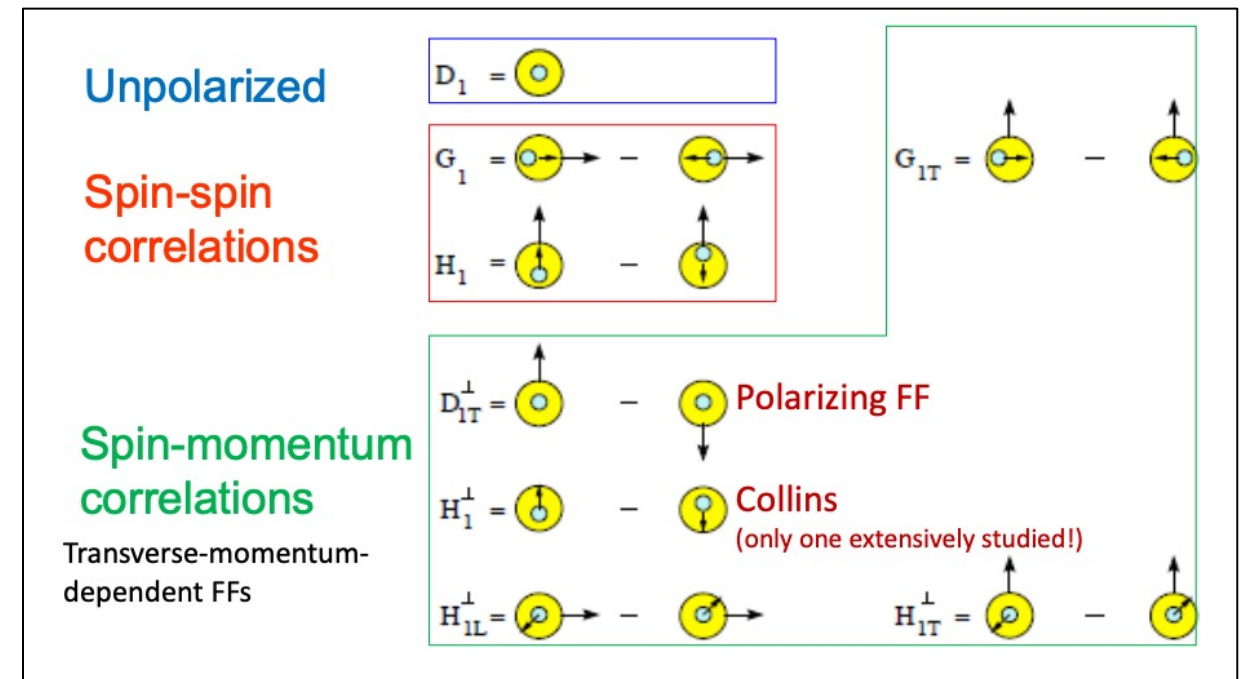 Unpolarized
D₁ =
Spin-spin
correlations
G₁ = −
G₁T = −
H₁ = −
Spin-momentum
correlations
Transverse-momentum-
dependent FFs
D⊥1T = − Polarizing FF
H⊥1 = − Collins
(only one extensively studied!)
H⊥1L = −
H⊥1T = −